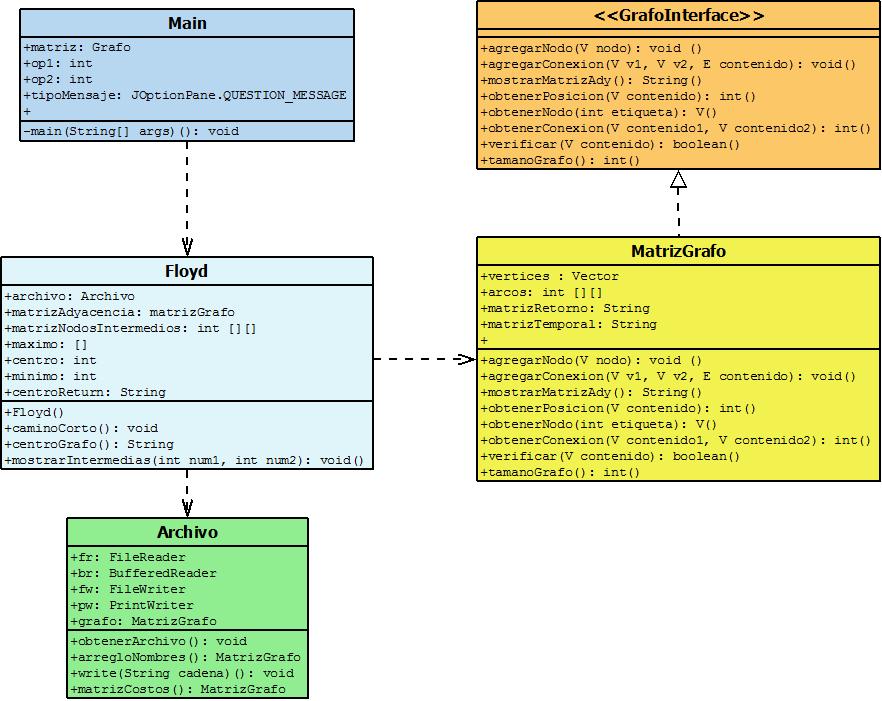 Main
+matriz: Grafo
+op1: int
+op2: int
+tipoMensaje: JOptionPane.QUESTION_MESSAGE
+
-main(String[] args)(): void
<<GrafoInterface>>
+agregarNodo(V nodo): void ()
+agregarConexion(V v1, V v2, E contenido): void()
+mostrarMatrizAdy(): String()
+obtenerPosicion(V contenido): int()
+obtenerNodo(int etiqueta): V()
+obtenerConexion(V contenido1, V contenido2): int()
+verificar(V contenido): boolean()
+tamanoGrafo(): int()
Floyd
+archivo: Archivo
+matrizAdyacencia: matrizGrafo
+matrizNodosIntermedios: int [][]
+maximo: []
+centro: int
+minimo: int
+centroReturn: String
+Floyd()
+caminoCorto(): void
+centroGrafo(): String
+mostrarIntermedias(int num1, int num2): void()
MatrizGrafo
+vertices : Vector
+arcos: int [][]
+matrizRetorno: String
+matrizTemporal: String
+
+agregarNodo(V nodo): void ()
+agregarConexion(V v1, V v2, E contenido): void()
+mostrarMatrizAdy(): String()
+obtenerPosicion(V contenido): int()
+obtenerNodo(int etiqueta): V()
+obtenerConexion(V contenido1, V contenido2): int()
+verificar(V contenido): boolean()
+tamanoGrafo(): int()
Archivo
+fr: FileReader
+br: BufferedReader
+fw: FileWriter
+pw: PrintWriter
+grafo: MatrizGrafo
+obtenerArchivo(): void
+arregloNombres(): MatrizGrafo
+write(String cadena)(): void
+matrizCostos(): MatrizGrafo